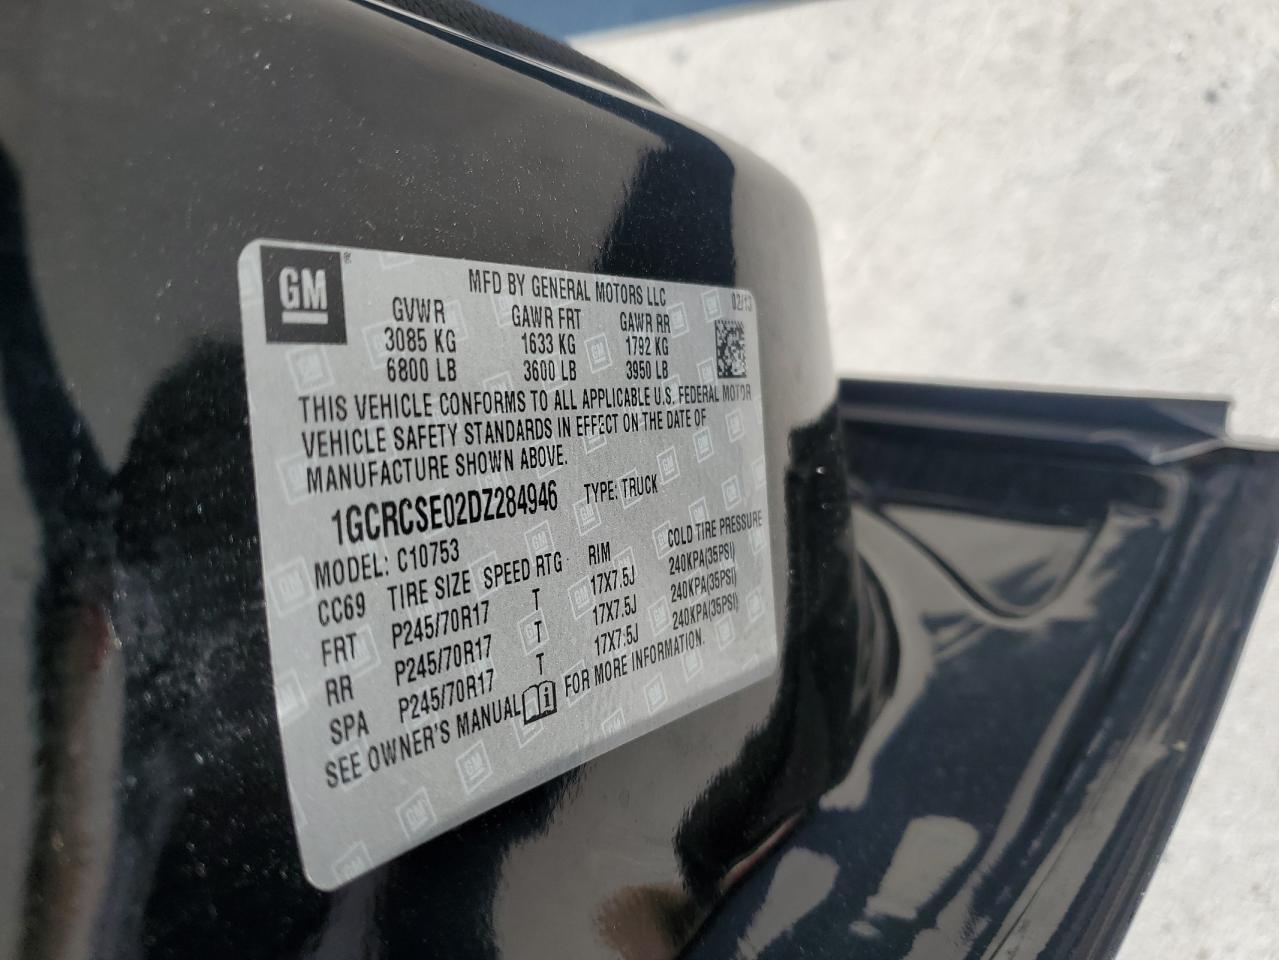 GM
MFD BY GENERAL MOTORS LLC 02/13
GVWR GAWR FRT GAWR RR
3085 KG 1633 KG 1792 KG
6800 LB 3600 LB 3950 LB
THIS VEHICLE CONFORMS TO ALL APPLICABLE U.S. FEDERAL MOTOR
VEHICLE SAFETY STANDARDS IN EFFECT ON THE DATE OF
MANUFACTURE SHOWN ABOVE.
1GCRCSE02DZ284946 TYPE: TRUCK
MODEL: C10753
CC69 TIRE SIZE SPEED RTG RIM COLD TIRE PRESSURE
FRT P245/70R17 T 17X7.5J 240KPA(35PSI)
RR P245/70R17 T 17X7.5J 240KPA(35PSI)
SPA P245/70R17 T 17X7.5J 240KPA(35PSI)
SEE OWNER'S MANUAL FOR MORE INFORMATION.